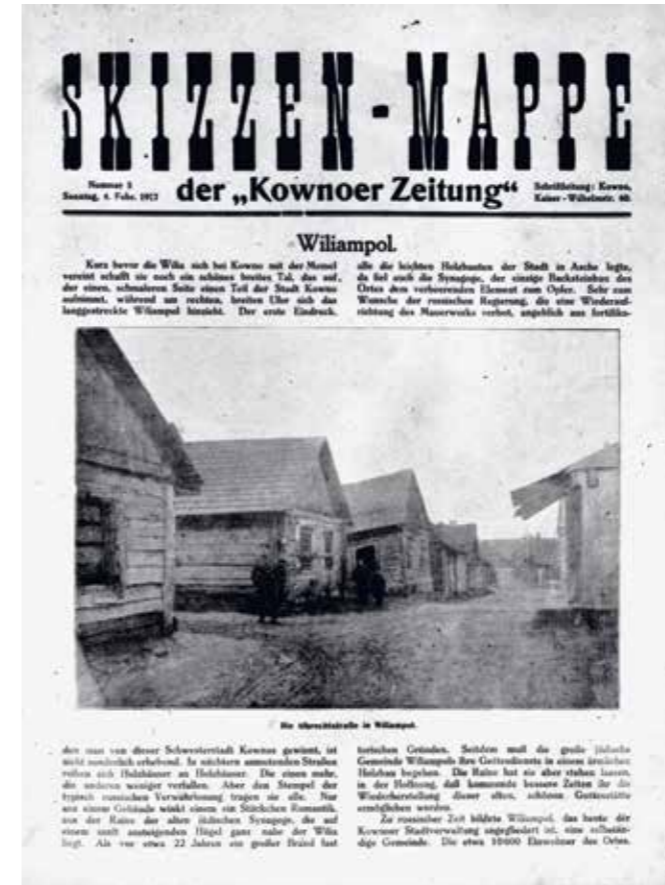 SKIZZEN-MAPPE
Nummer 5
Sonntag, 4. Febr. 1917
der „Kownoer Zeitung“
Schriftleitung: Kowno,
Kaiser-Wilhelmstr. 60.
Wiliampol.
Kurz bevor die Wilia sich bei Kowno mit der Memel
vereint schafft sie noch ein schönes breites Tal, das auf
der einen, schmaleren Seite einen Teil der Stadt Kowno
aufnimmt, während am rechten, breiten Ufer sich das
langgestreckte Wiliampol hinzieht. Der erste Eindruck,
den man von dieser Schwesterstadt Kownos gewinnt, ist
nicht sonderlich erhebend. In nüchtern anmutenden Straßen
reihen sich Holzhäuser an Holzhäuser. Die einen mehr,
die anderen weniger verfallen. Aber den Stempel der
typisch russischen Verwahrlosung tragen sie alle. Nur
von einem Gebäude winkt einem ein Stückchen Romantik,
aus der Ruine der alten jüdischen Synagoge, die auf
einem sanft ansteigenden Hügel ganz nahe der Wilia
liegt. Als vor etwa 22 Jahren ein großer Brand fast
alle die leichten Holzbauten der Stadt in Asche legte,
da fiel auch die Synagoge, der einzige Backsteinbau des
Ortes dem verheerenden Element zum Opfer. Sehr zum
Wunsche der russischen Regierung, die eine Wiederauf-
richtung des Mauerwerks verbot, angeblich aus fortifika-
torischen Gründen. Seitdem muß die große jüdische
Gemeinde Wiliampols ihre Gottesdienste in einem ärmlichen
Holzbau begehen. Die Ruine hat sie aber stehen lassen,
in der Hoffnung, daß kommende bessere Zeiten ihr die
Wiederherstellung dieser alten, schönen Gottesstätte
ermöglichen werden.
Zu russischer Zeit bildete Wiliampol, das heute der
Kownoer Stadtverwaltung angegliedert ist, eine selbstän-
dige Gemeinde. Die etwa 10000 Einwohner des Ortes,
Die Albrechtstraße in Wiliampol.